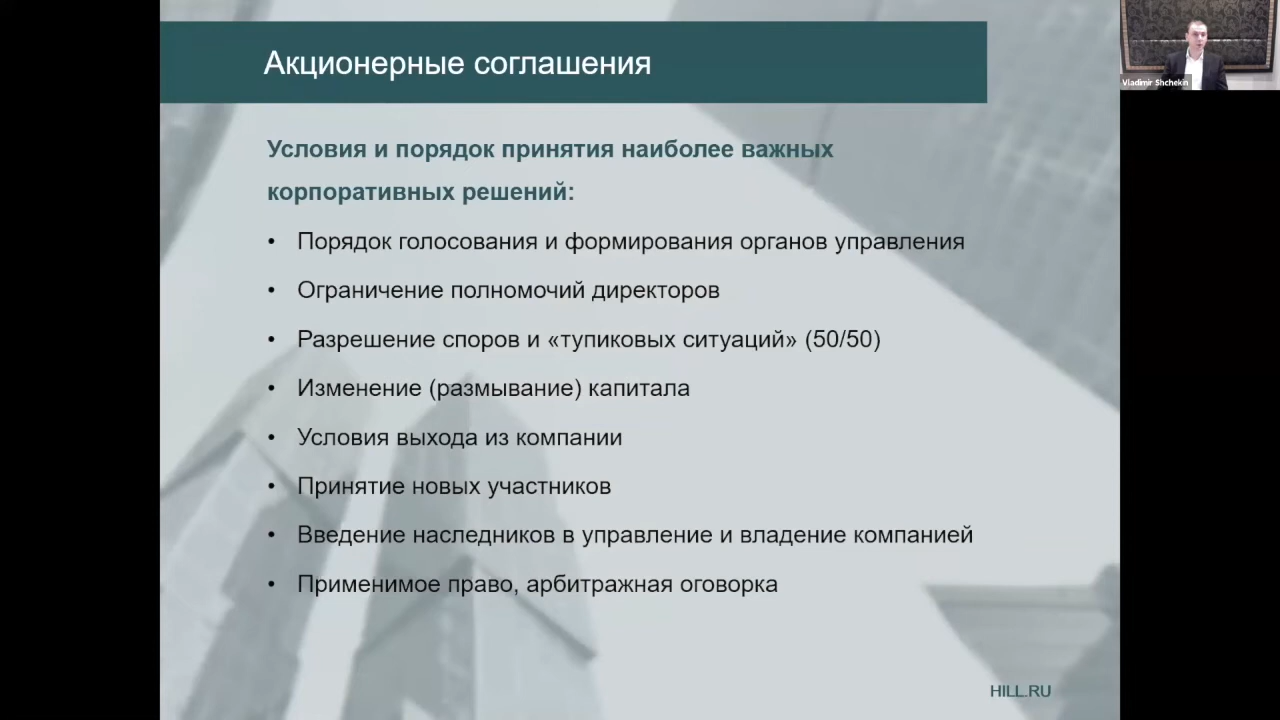 Акционерные соглашения
Vladimir Shchekin
Условия и порядок принятия наиболее важных
корпоративных решений:
• Порядок голосования и формирования органов управления
• Ограничение полномочий директоров
• Разрешение споров и «тупиковых ситуаций» (50/50)
• Изменение (размывание) капитала
• Условия выхода из компании
• Принятие новых участников
• Введение наследников в управление и владение компанией
• Применимое право, арбитражная оговорка
HILL.RU